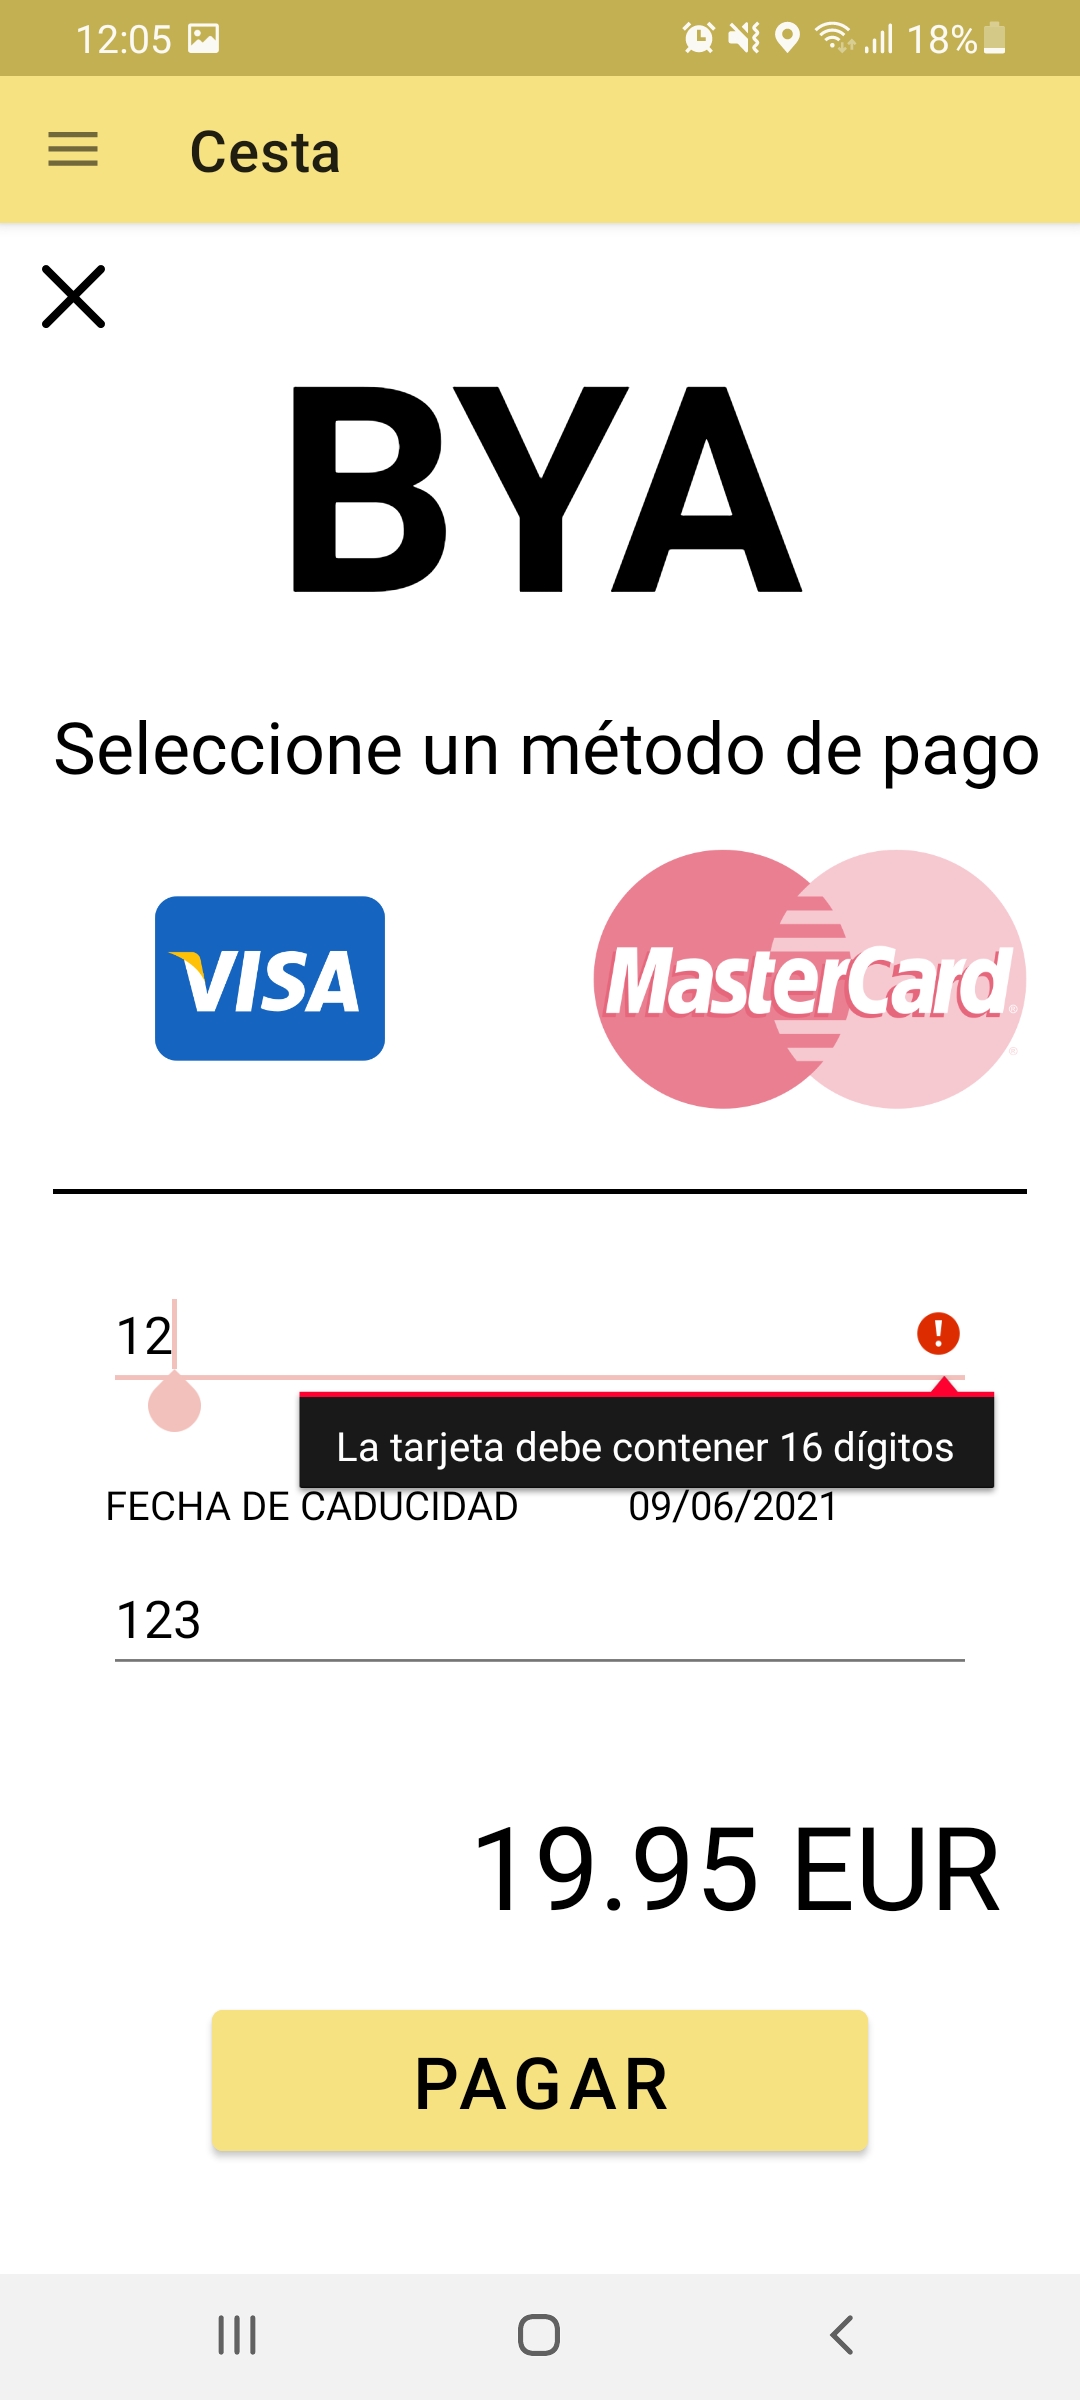 12:05 18%
Cesta
BYA
Seleccione un método de pago
VISA MasterCard
12
La tarjeta debe contener 16 dígitos
FECHA DE CADUCIDAD 09/06/2021
123
19.95 EUR
PAGAR